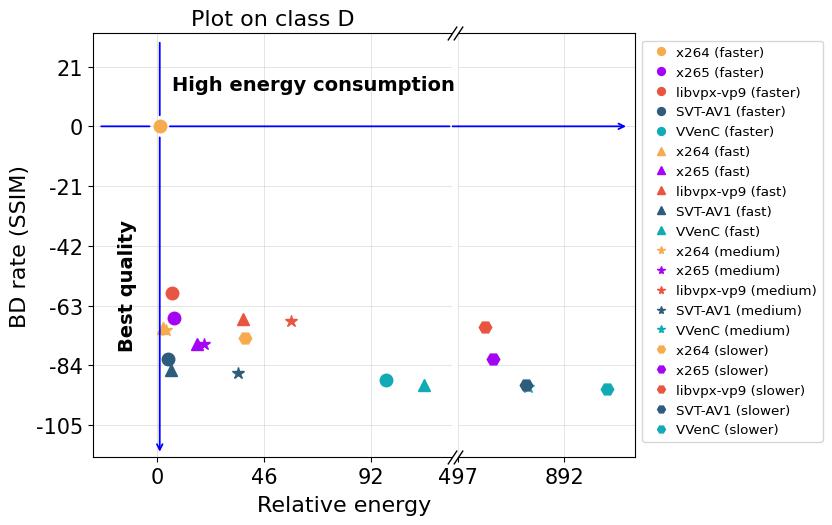 Plot on class D
High energy consumption
Best quality
BD rate (SSIM)
21
0
-21
-42
-63
-84
-105
0 46 92 497 892
Relative energy
x264 (faster)
x265 (faster)
libvpx-vp9 (faster)
SVT-AV1 (faster)
VVenC (faster)
x264 (fast)
x265 (fast)
libvpx-vp9 (fast)
SVT-AV1 (fast)
VVenC (fast)
x264 (medium)
x265 (medium)
libvpx-vp9 (medium)
SVT-AV1 (medium)
VVenC (medium)
x264 (slower)
x265 (slower)
libvpx-vp9 (slower)
SVT-AV1 (slower)
VVenC (slower)